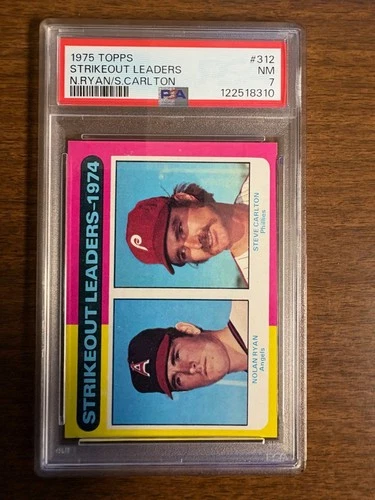 1975 TOPPS #312
STRIKEOUT LEADERS NM
N.RYAN/S.CARLTON 7
PSA 122518310
STRIKEOUT LEADERS-1974
P
STEVE CARLTON
Phillies
A
NOLAN RYAN
Angels